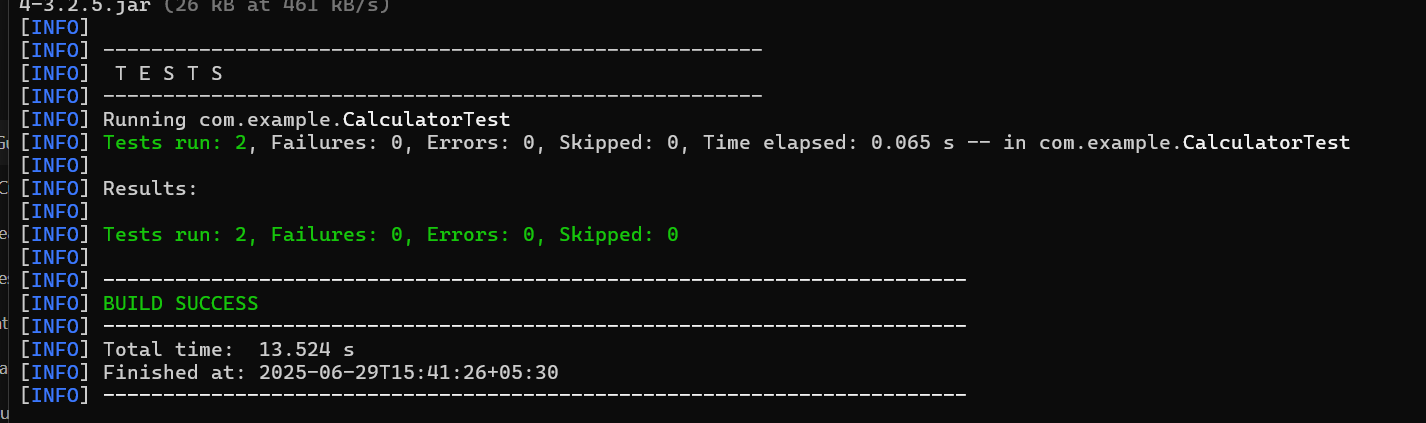 4-3.2.5.jar (26 kB at 461 kB/s)
[INFO]
[INFO] -------------------------------------------------------
[INFO]  T E S T S
[INFO] -------------------------------------------------------
[INFO] Running com.example.CalculatorTest
[INFO] Tests run: 2, Failures: 0, Errors: 0, Skipped: 0, Time elapsed: 0.065 s -- in com.example.CalculatorTest
[INFO]
[INFO] Results:
[INFO]
[INFO] Tests run: 2, Failures: 0, Errors: 0, Skipped: 0
[INFO]
[INFO] ------------------------------------------------------------------------
[INFO] BUILD SUCCESS
[INFO] ------------------------------------------------------------------------
[INFO] Total time:  13.524 s
[INFO] Finished at: 2025-06-29T15:41:26+05:30
[INFO] ------------------------------------------------------------------------